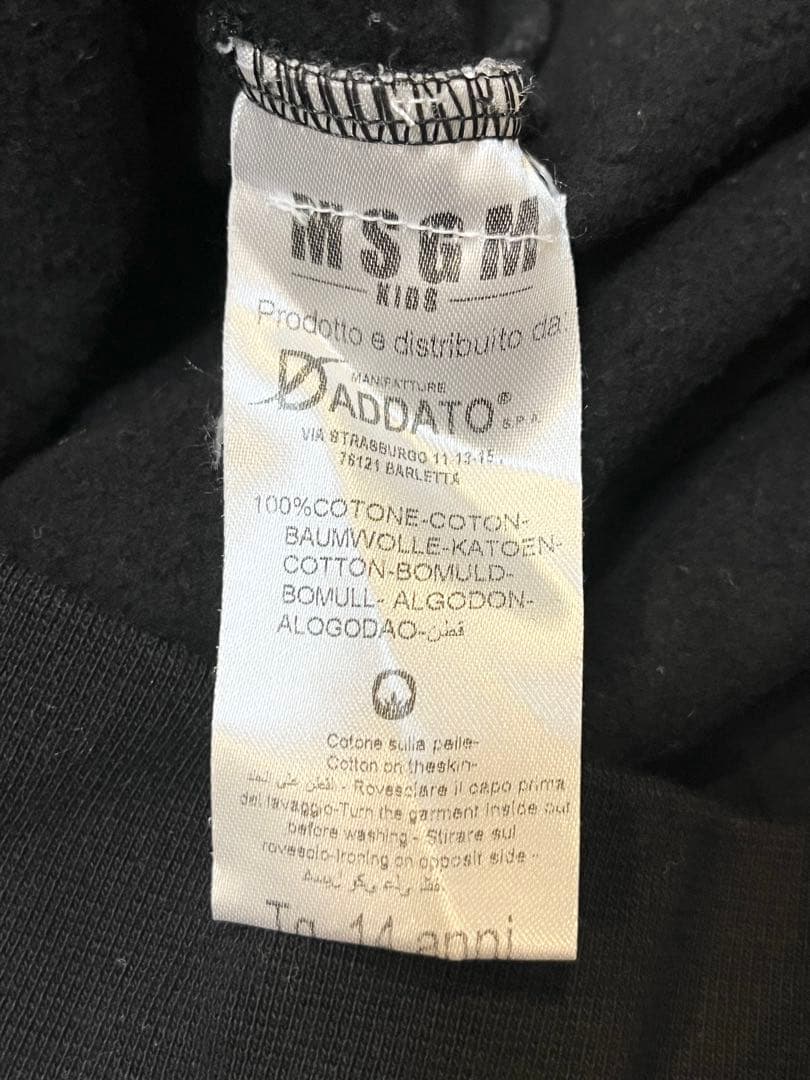 MSGM
KIDS
Prodotto e distribuito da:
MANIFATTURE
DADDATO® S.P.A.
VIA STRASBURGO 11-13-15
76121 BARLETTA
100%COTONE-COTON-
BAUMWOLLE-KATOEN-
COTTON-BOMULD-
BOMULL- ALGODON-
ALOGODAO-قطن
Cotone sulla pelle-
Cotton on theskin-
القطن على - Rovesciare il capo prima
del lavaggio-Turn the garment inside out
before washing - Stirare sul
rovescio-Ironing on opposit side -
Tg. 14 anni